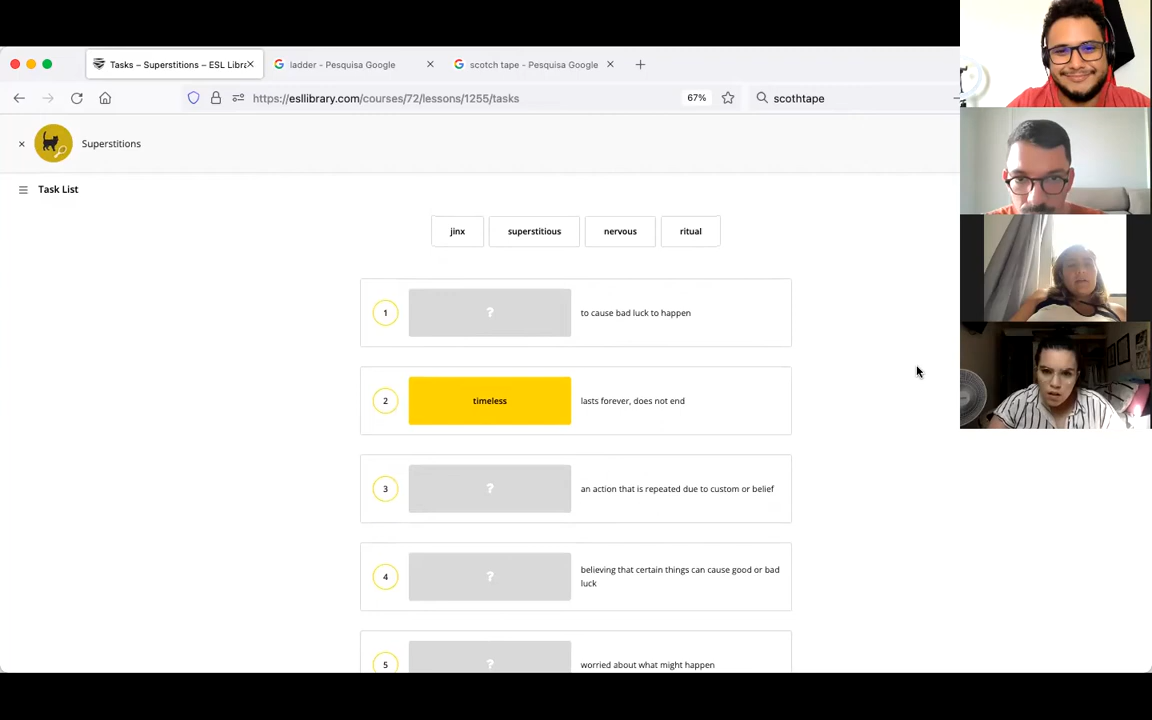 Tasks – Superstitions – ESL Libra
ladder - Pesquisa Google
scotch tape - Pesquisa Google
https://esllibrary.com/courses/72/lessons/1255/tasks
67%
scothtape
Superstitions
Task List
jinx
superstitious
nervous
ritual
1
?
to cause bad luck to happen
2
timeless
lasts forever, does not end
3
?
an action that is repeated due to custom or belief
4
?
believing that certain things can cause good or bad
luck
5
?
worried about what might happen